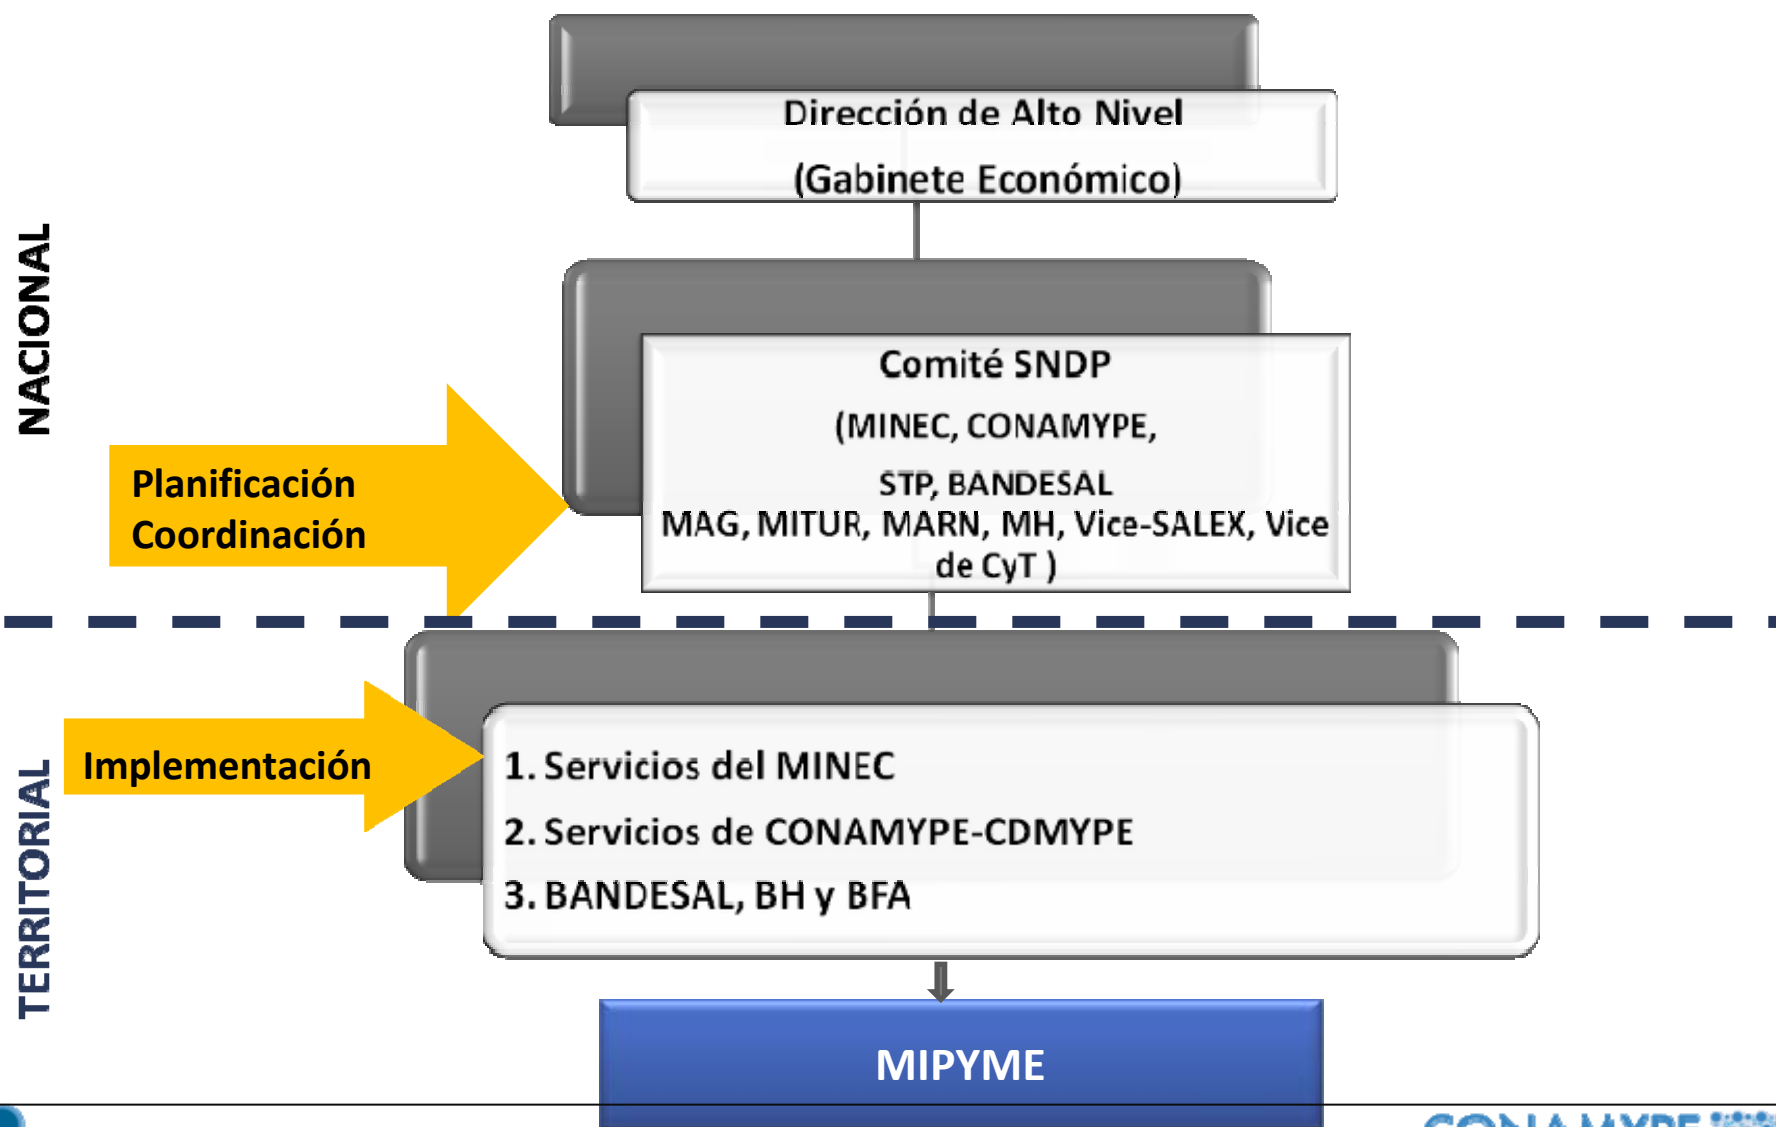 Dirección de Alto Nivel
(Gabinete Económico)
NACIONAL
Comité SNDP
(MINEC, CONAMYPE,
STP, BANDESAL
MAG, MITUR, MARN, MH, Vice-SALEX, Vice
de CyT )
Planificación
Coordinación
TERRITORIAL
Implementación
1. Servicios del MINEC
2. Servicios de CONAMYPE-CDMYPE
3. BANDESAL, BH y BFA
MIPYME
CONAMYPE